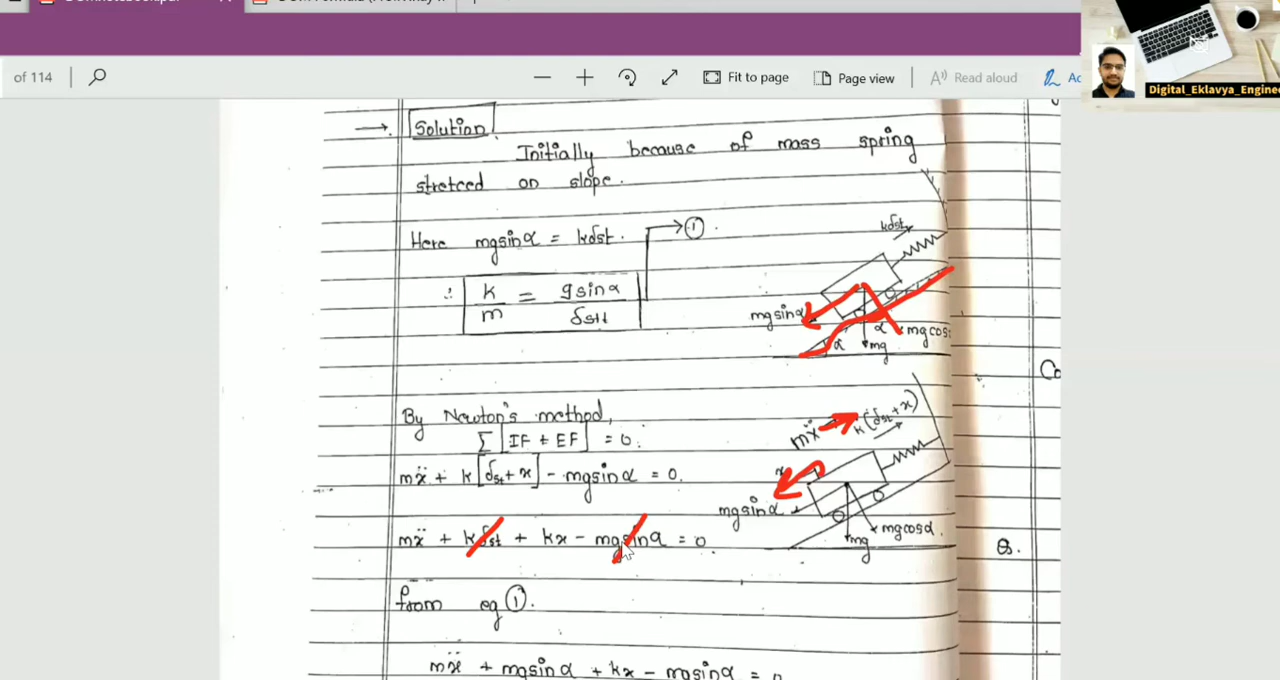 of 114
Fit to page
Page view
Read aloud
Digital_Eklavya_Engine
Solution
Initially because of mass spring
stretced on slope.
Here mgsinα = kδst. → ①.
∴ k/m = gsinα/δst
kδst
mgsinα
α
mgcos
α
mg
By Newton's method,
∑ [IF + EF] = 0.
mẍ + k[δst + x] - mgsinα = 0.
mẍ + kδst + kx - mgsinα = 0.
mẍ
k(δst+x)
x
mgsinα
mgcosα.
mg
from eq ①.
mẍ + mgsinα + kx - mgsinα = 0
Co
Q.